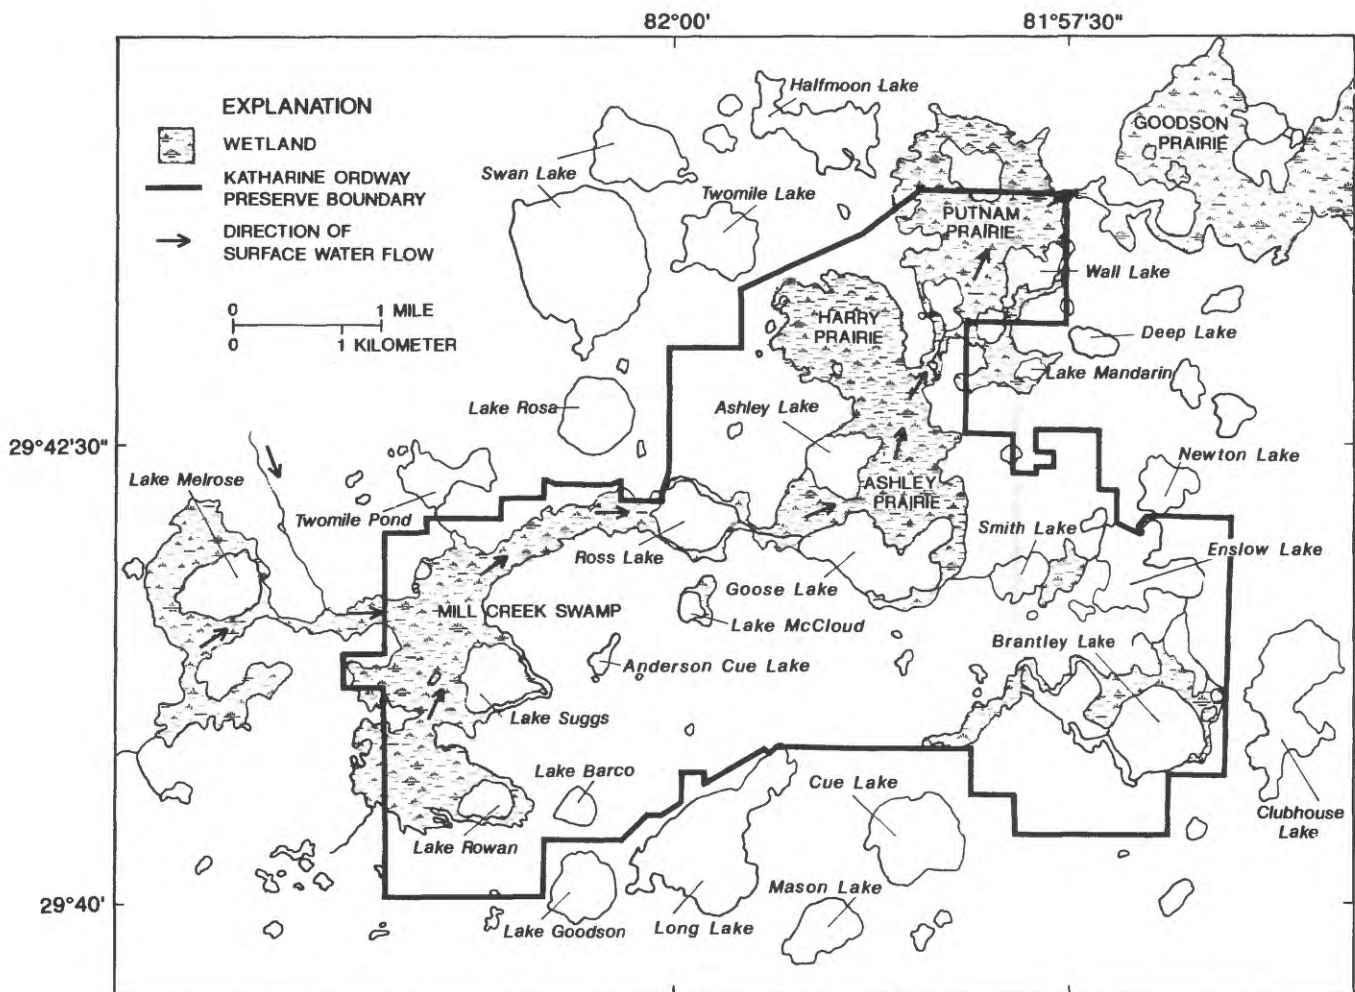 82°00'
81°57'30"
EXPLANATION
WETLAND
KATHARINE ORDWAY
PRESERVE BOUNDARY
DIRECTION OF
SURFACE WATER FLOW
0 1 MILE
0 1 KILOMETER
Halfmoon Lake
GOODSON
PRAIRIE
Swan Lake
Twomile Lake
PUTNAM
PRAIRIE
Wall Lake
HARRY
PRAIRIE
Deep Lake
Lake Mandarin
Lake Rosa
Ashley Lake
29°42'30"
Lake Melrose
Newton Lake
Twomile Pond
ASHLEY
PRAIRIE
Smith Lake
Enslow Lake
Ross Lake
Goose Lake
MILL CREEK SWAMP
Lake McCloud
Brantley Lake
Anderson Cue Lake
Lake Suggs
Lake Barco
Cue Lake
Clubhouse
Lake
Lake Rowan
Mason Lake
29°40'
Lake Goodson
Long Lake